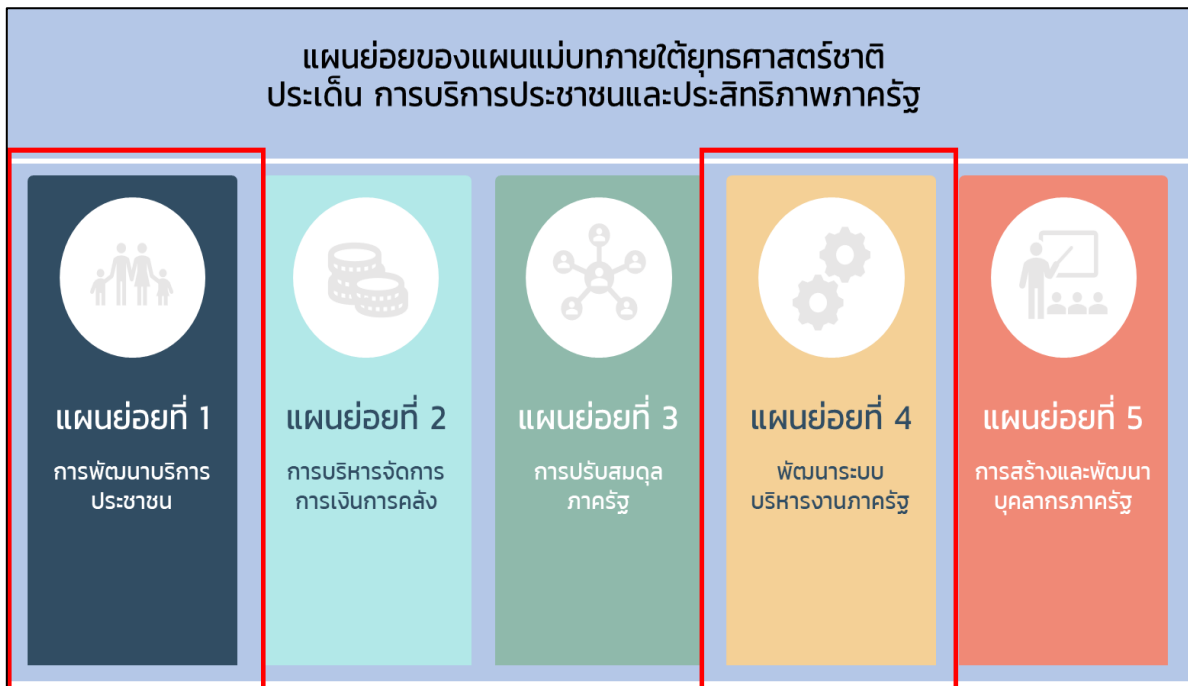 แผนย่อยของแผนแม่บทภายใต้ยุทธศาสตร์ชาติ
ประเด็น การบริการประชาชนและประสิทธิภาพภาครัฐ
แผนย่อยที่ 1
การพัฒนาบริการ
ประชาชน
แผนย่อยที่ 2
การบริหารจัดการ
การเงินการคลัง
แผนย่อยที่ 3
การปรับสมดุล
ภาครัฐ
แผนย่อยที่ 4
พัฒนาระบบ
บริหารงานภาครัฐ
แผนย่อยที่ 5
การสร้างและพัฒนา
บุคลากรภาครัฐ